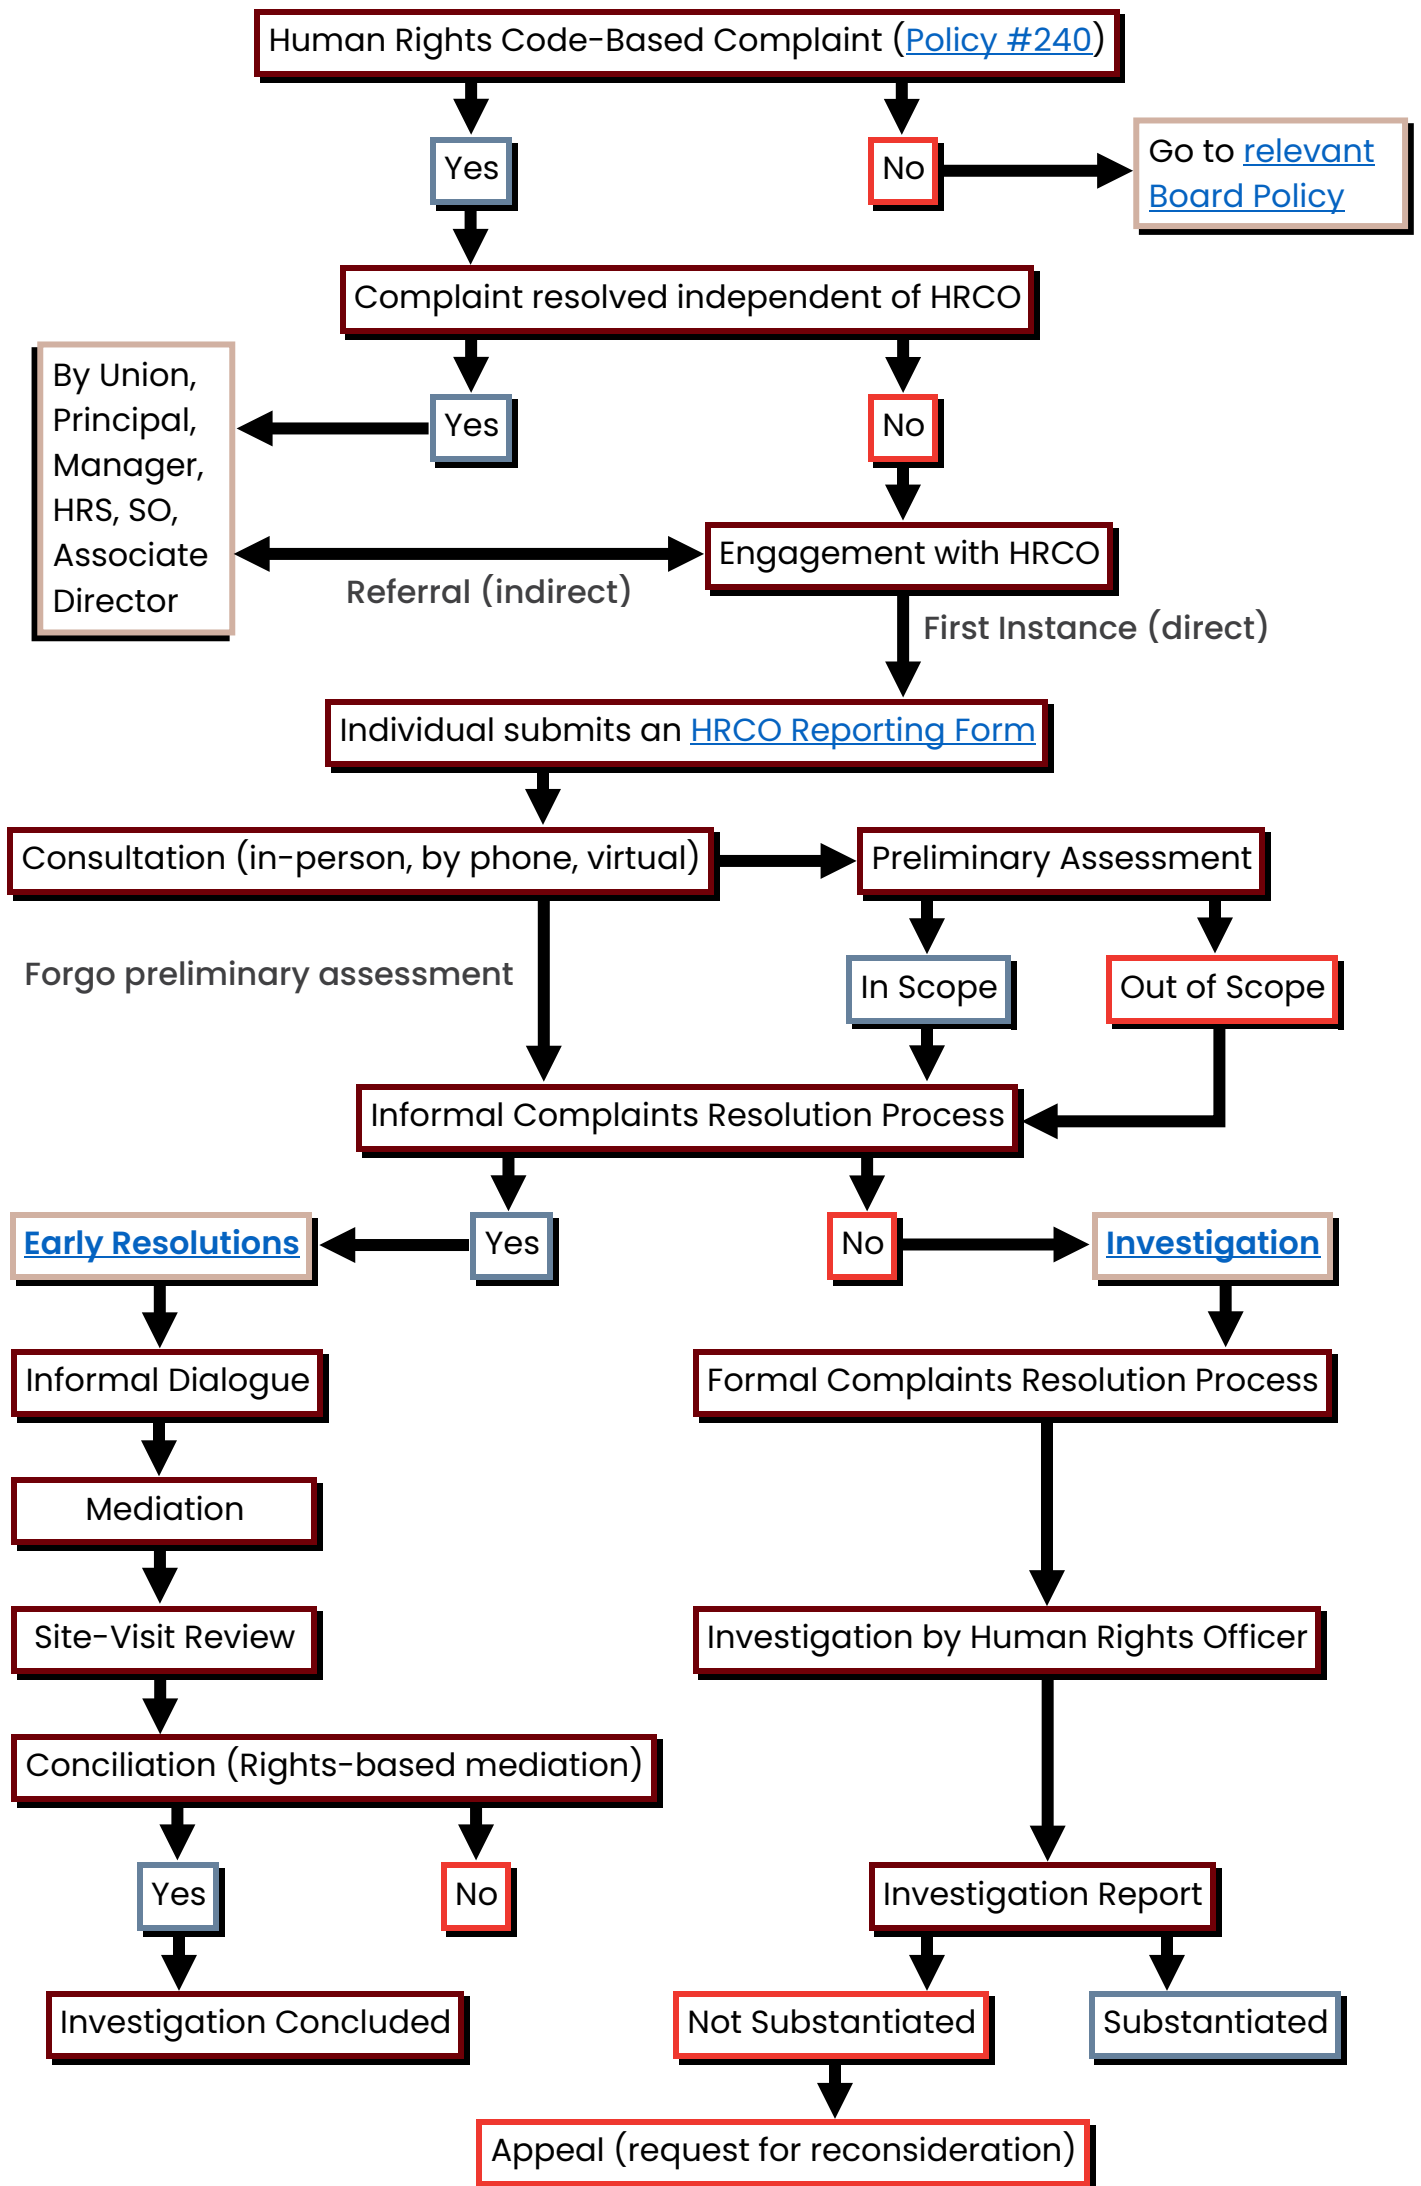 Human Rights Code-Based Complaint (Policy #240)
Yes
No
Go to relevant
Board Policy
Complaint resolved independent of HRCO
By Union,
Principal,
Manager,
HRS, SO,
Associate
Director
Yes
No
Engagement with HRCO
Referral (indirect)
First Instance (direct)
Individual submits an HRCO Reporting Form
Consultation (in-person, by phone, virtual)
Preliminary Assessment
Forgo preliminary assessment
In Scope
Out of Scope
Informal Complaints Resolution Process
Early Resolutions
Yes
No
Investigation
Informal Dialogue
Formal Complaints Resolution Process
Mediation
Site-Visit Review
Investigation by Human Rights Officer
Conciliation (Rights-based mediation)
Yes
No
Investigation Report
Investigation Concluded
Not Substantiated
Substantiated
Appeal (request for reconsideration)